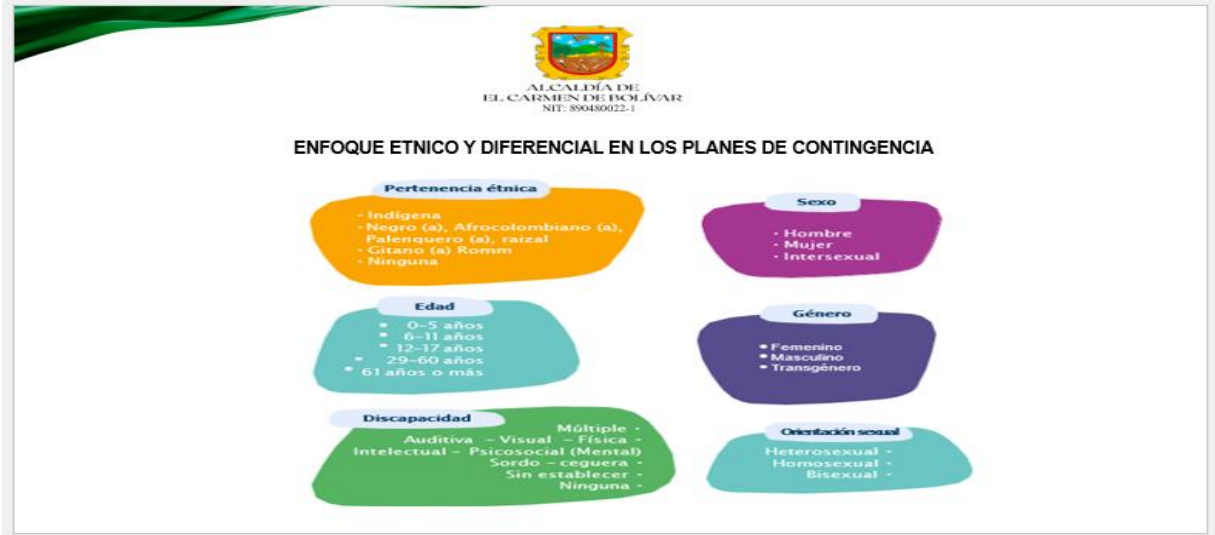 ALCALDÍA DE
EL CARMEN DE BOLÍVAR
NIT: 890480022-1
ENFOQUE ETNICO Y DIFERENCIAL EN LOS PLANES DE CONTINGENCIA
Pertenencia étnica
- Indígena
- Negro (a), Afrocolombiano (a),
Palenquero (a), raizal
- Gitano (a) Romm
- Ninguna
Sexo
- Hombre
- Mujer
- Intersexual
Edad
• 0-5 años
• 6-11 años
• 12-17 años
• 29-60 años
• 61 años o más
Género
• Femenino
• Masculino
• Transgénero
Discapacidad
Múltiple -
Auditiva - Visual - Física -
Intelectual - Psicosocial (Mental)
Sordo - ceguera -
Sin establecer -
Ninguna -
Orientación sexual
Heterosexual -
Homosexual -
Bisexual -